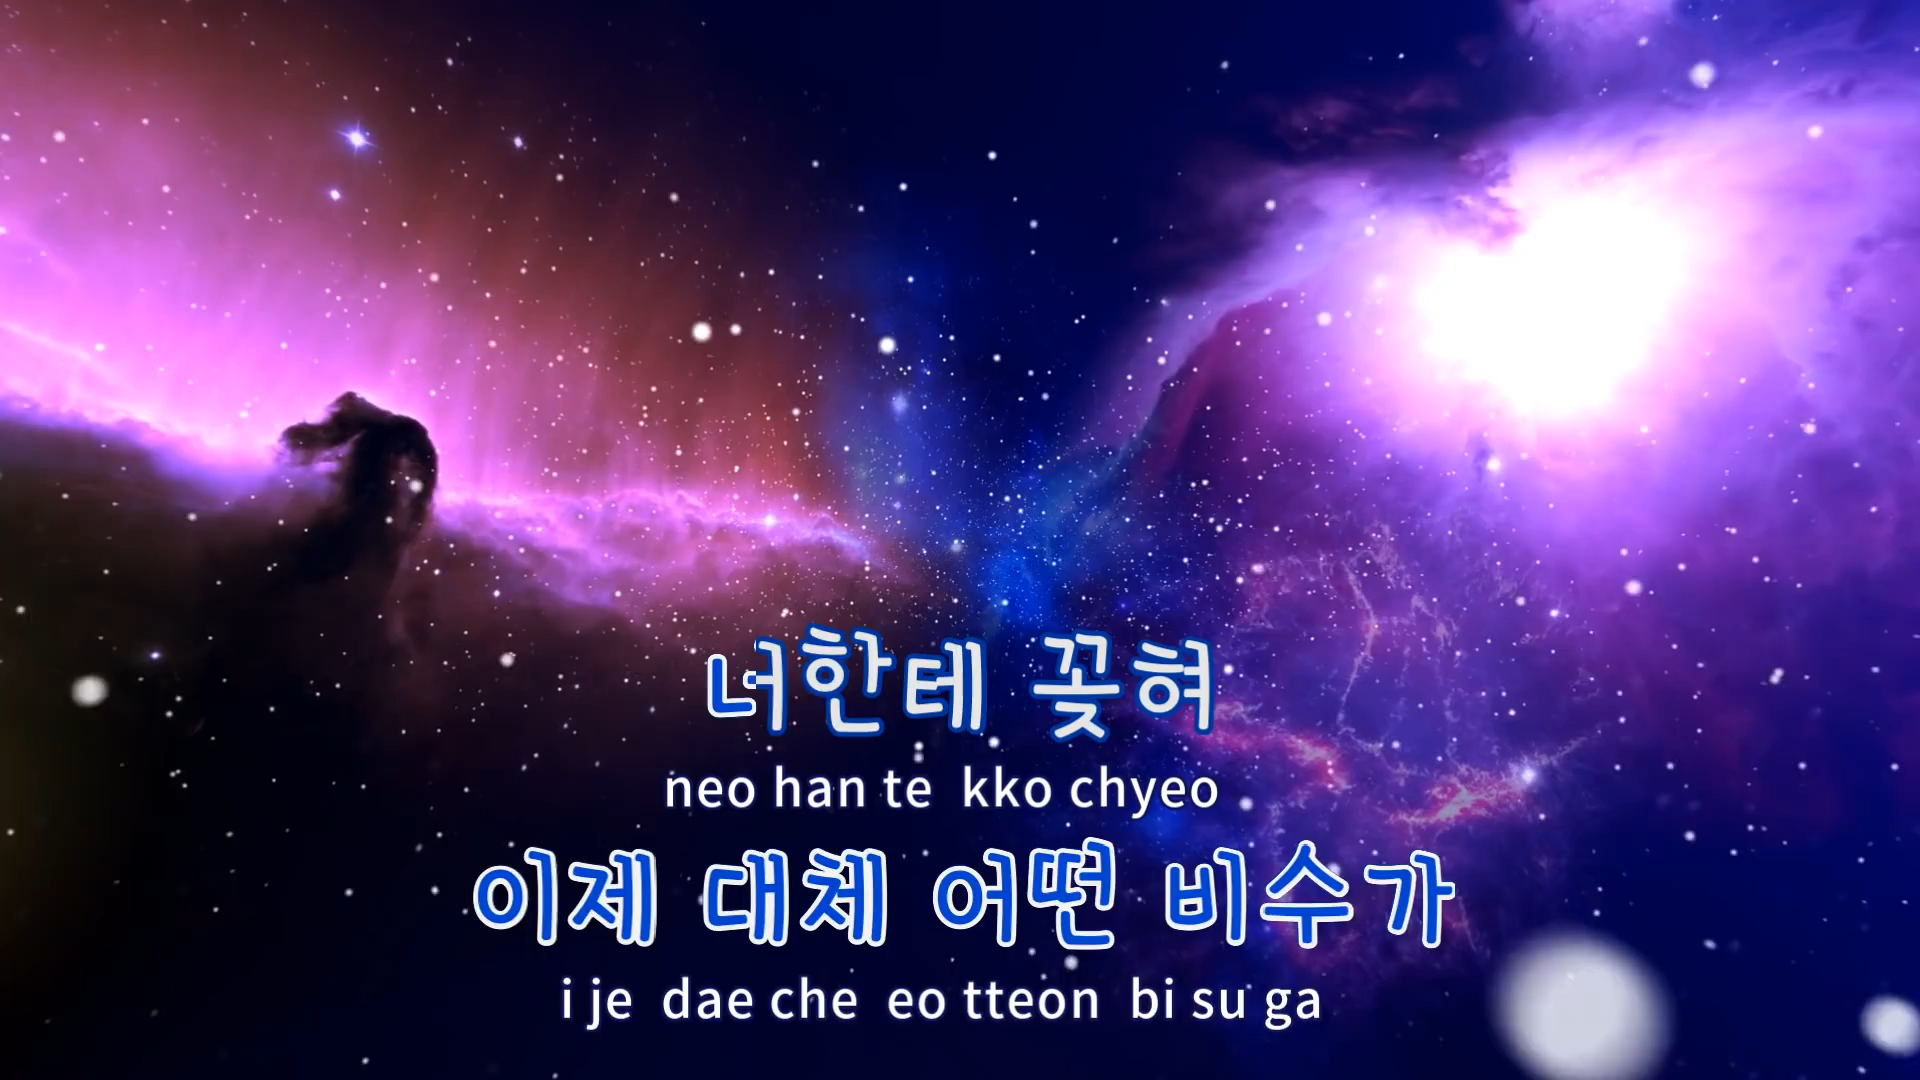 너한테 꽂혀
neo han te kko chyeo
이제 대체 어떤 비수가
i je dae che eo tteon bi su ga